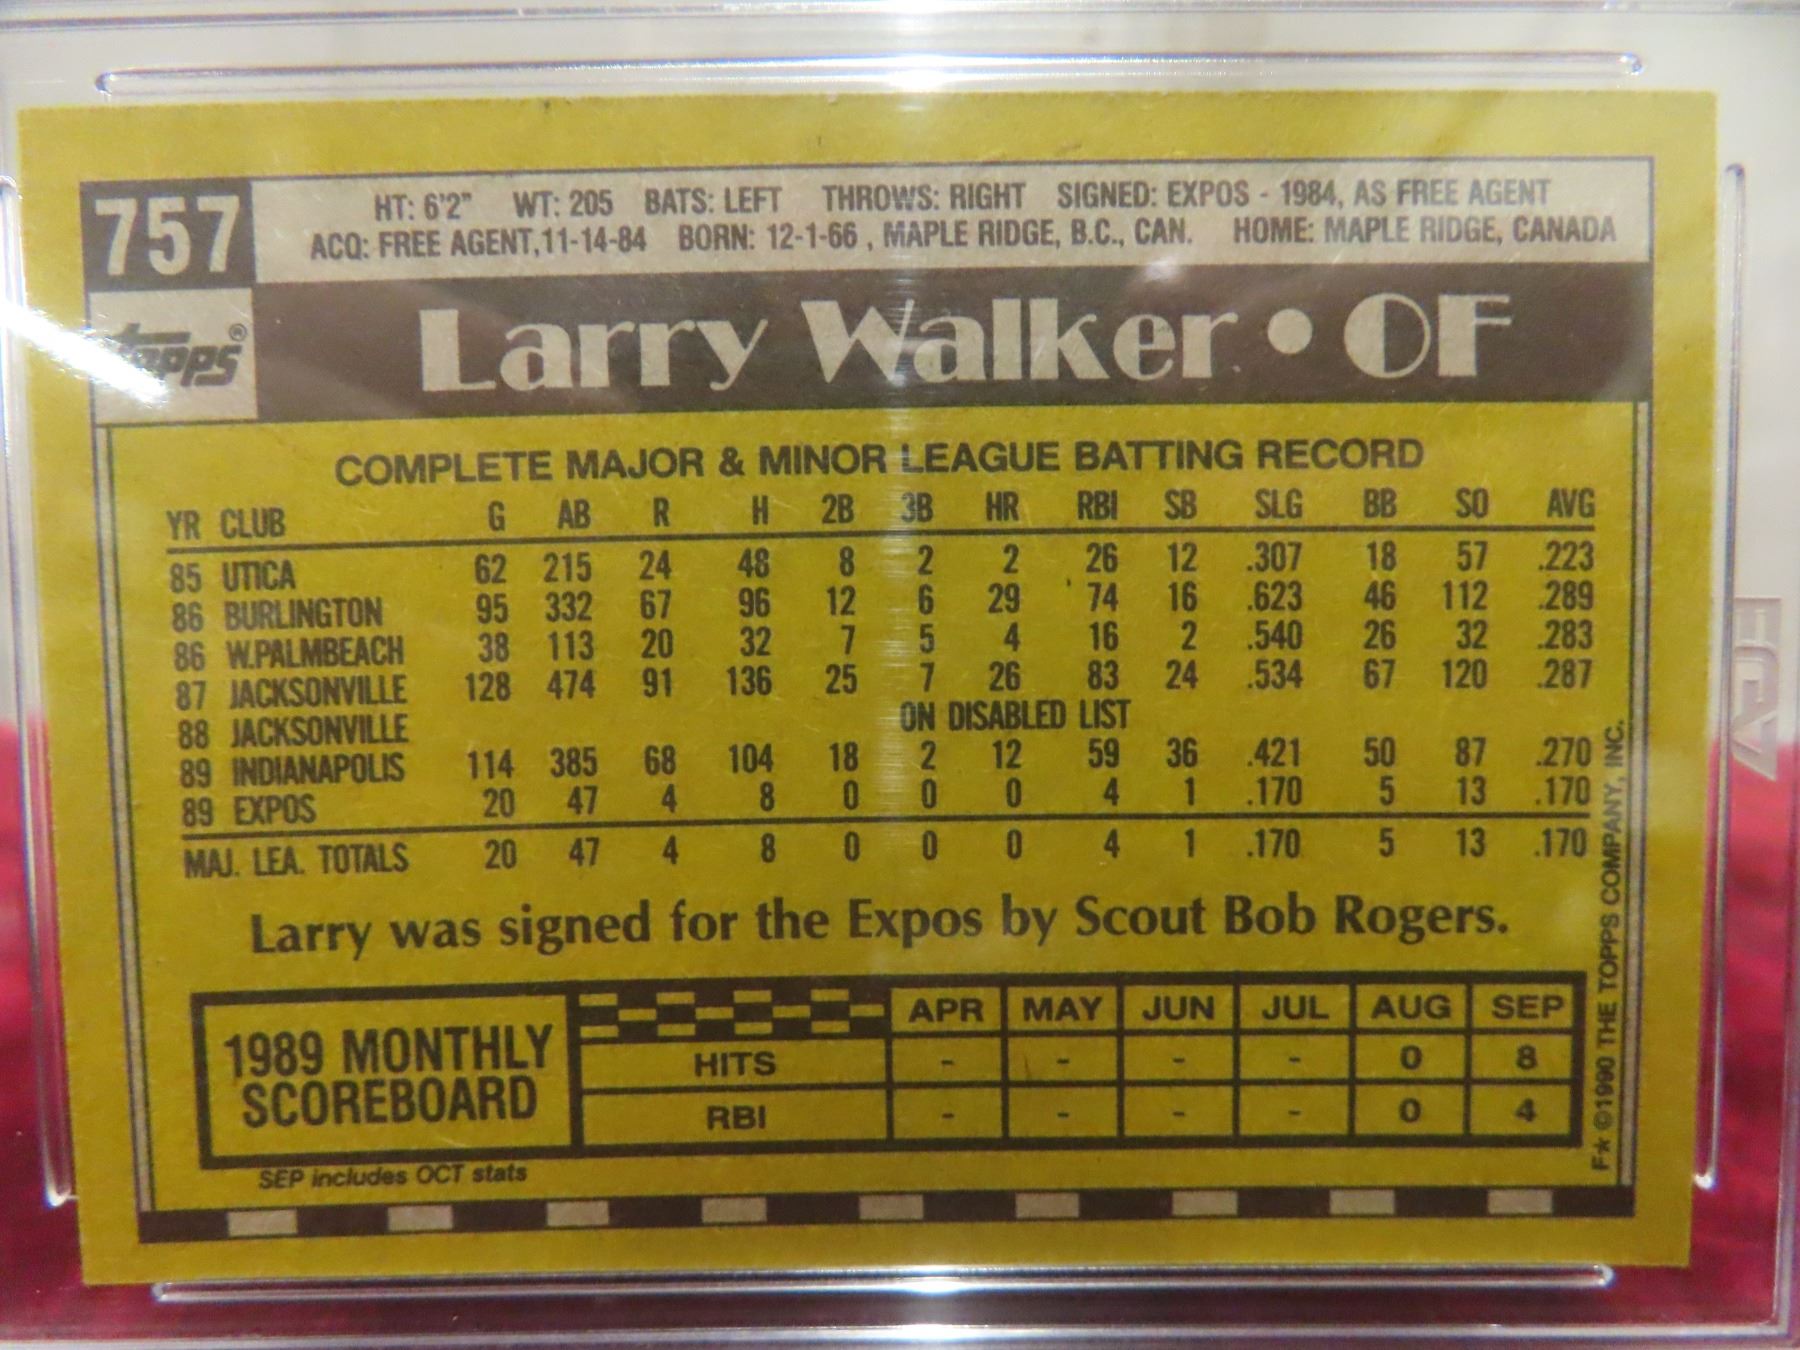 757
HT: 6'2" WT: 205 BATS: LEFT THROWS: RIGHT SIGNED: EXPOS - 1984, AS FREE AGENT
ACQ: FREE AGENT, 11-14-84 BORN: 12-1-66 , MAPLE RIDGE, B.C., CAN. HOME: MAPLE RIDGE, CANADA
TOPPS®
Larry Walker • OF
COMPLETE MAJOR & MINOR LEAGUE BATTING RECORD
YR CLUB G AB R H 2B 3B HR RBI SB SLG BB SO AVG
85 UTICA 62 215 24 48 8 2 2 26 12 .307 18 57 .223
86 BURLINGTON 95 332 67 96 12 6 29 74 16 .623 46 112 .289
86 W.PALMBEACH 38 113 20 32 7 5 4 16 2 .540 26 32 .283
87 JACKSONVILLE 128 474 91 136 25 7 26 83 24 .534 67 120 .287
88 JACKSONVILLE ON DISABLED LIST
89 INDIANAPOLIS 114 385 68 104 18 2 12 59 36 .421 50 87 .270
89 EXPOS 20 47 4 8 0 0 0 4 1 .170 5 13 .170
MAJ. LEA. TOTALS 20 47 4 8 0 0 0 4 1 .170 5 13 .170
Larry was signed for the Expos by Scout Bob Rogers.
1989 MONTHLY
SCOREBOARD
APR MAY JUN JUL AUG SEP
HITS - - - - 0 8
RBI - - - - 0 4
SEP includes OCT stats
F* ©1990 THE TOPPS COMPANY, INC.